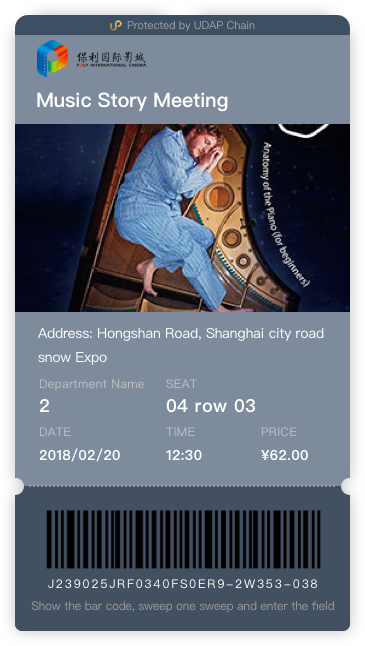 Protected by UDAP Chain
保利国际影城
POLY INTERNATIONAL CINEMA
Music Story Meeting
Anatomy of the Piano (for beginners)
Address: Hongshan Road, Shanghai city road
snow Expo
Department Name SEAT
2 04 row 03
DATE TIME PRICE
2018/02/20 12:30 ¥62.00
J239025JRF0340FS0ER9-2W353-038
Show the bar code, sweep one sweep and enter the field